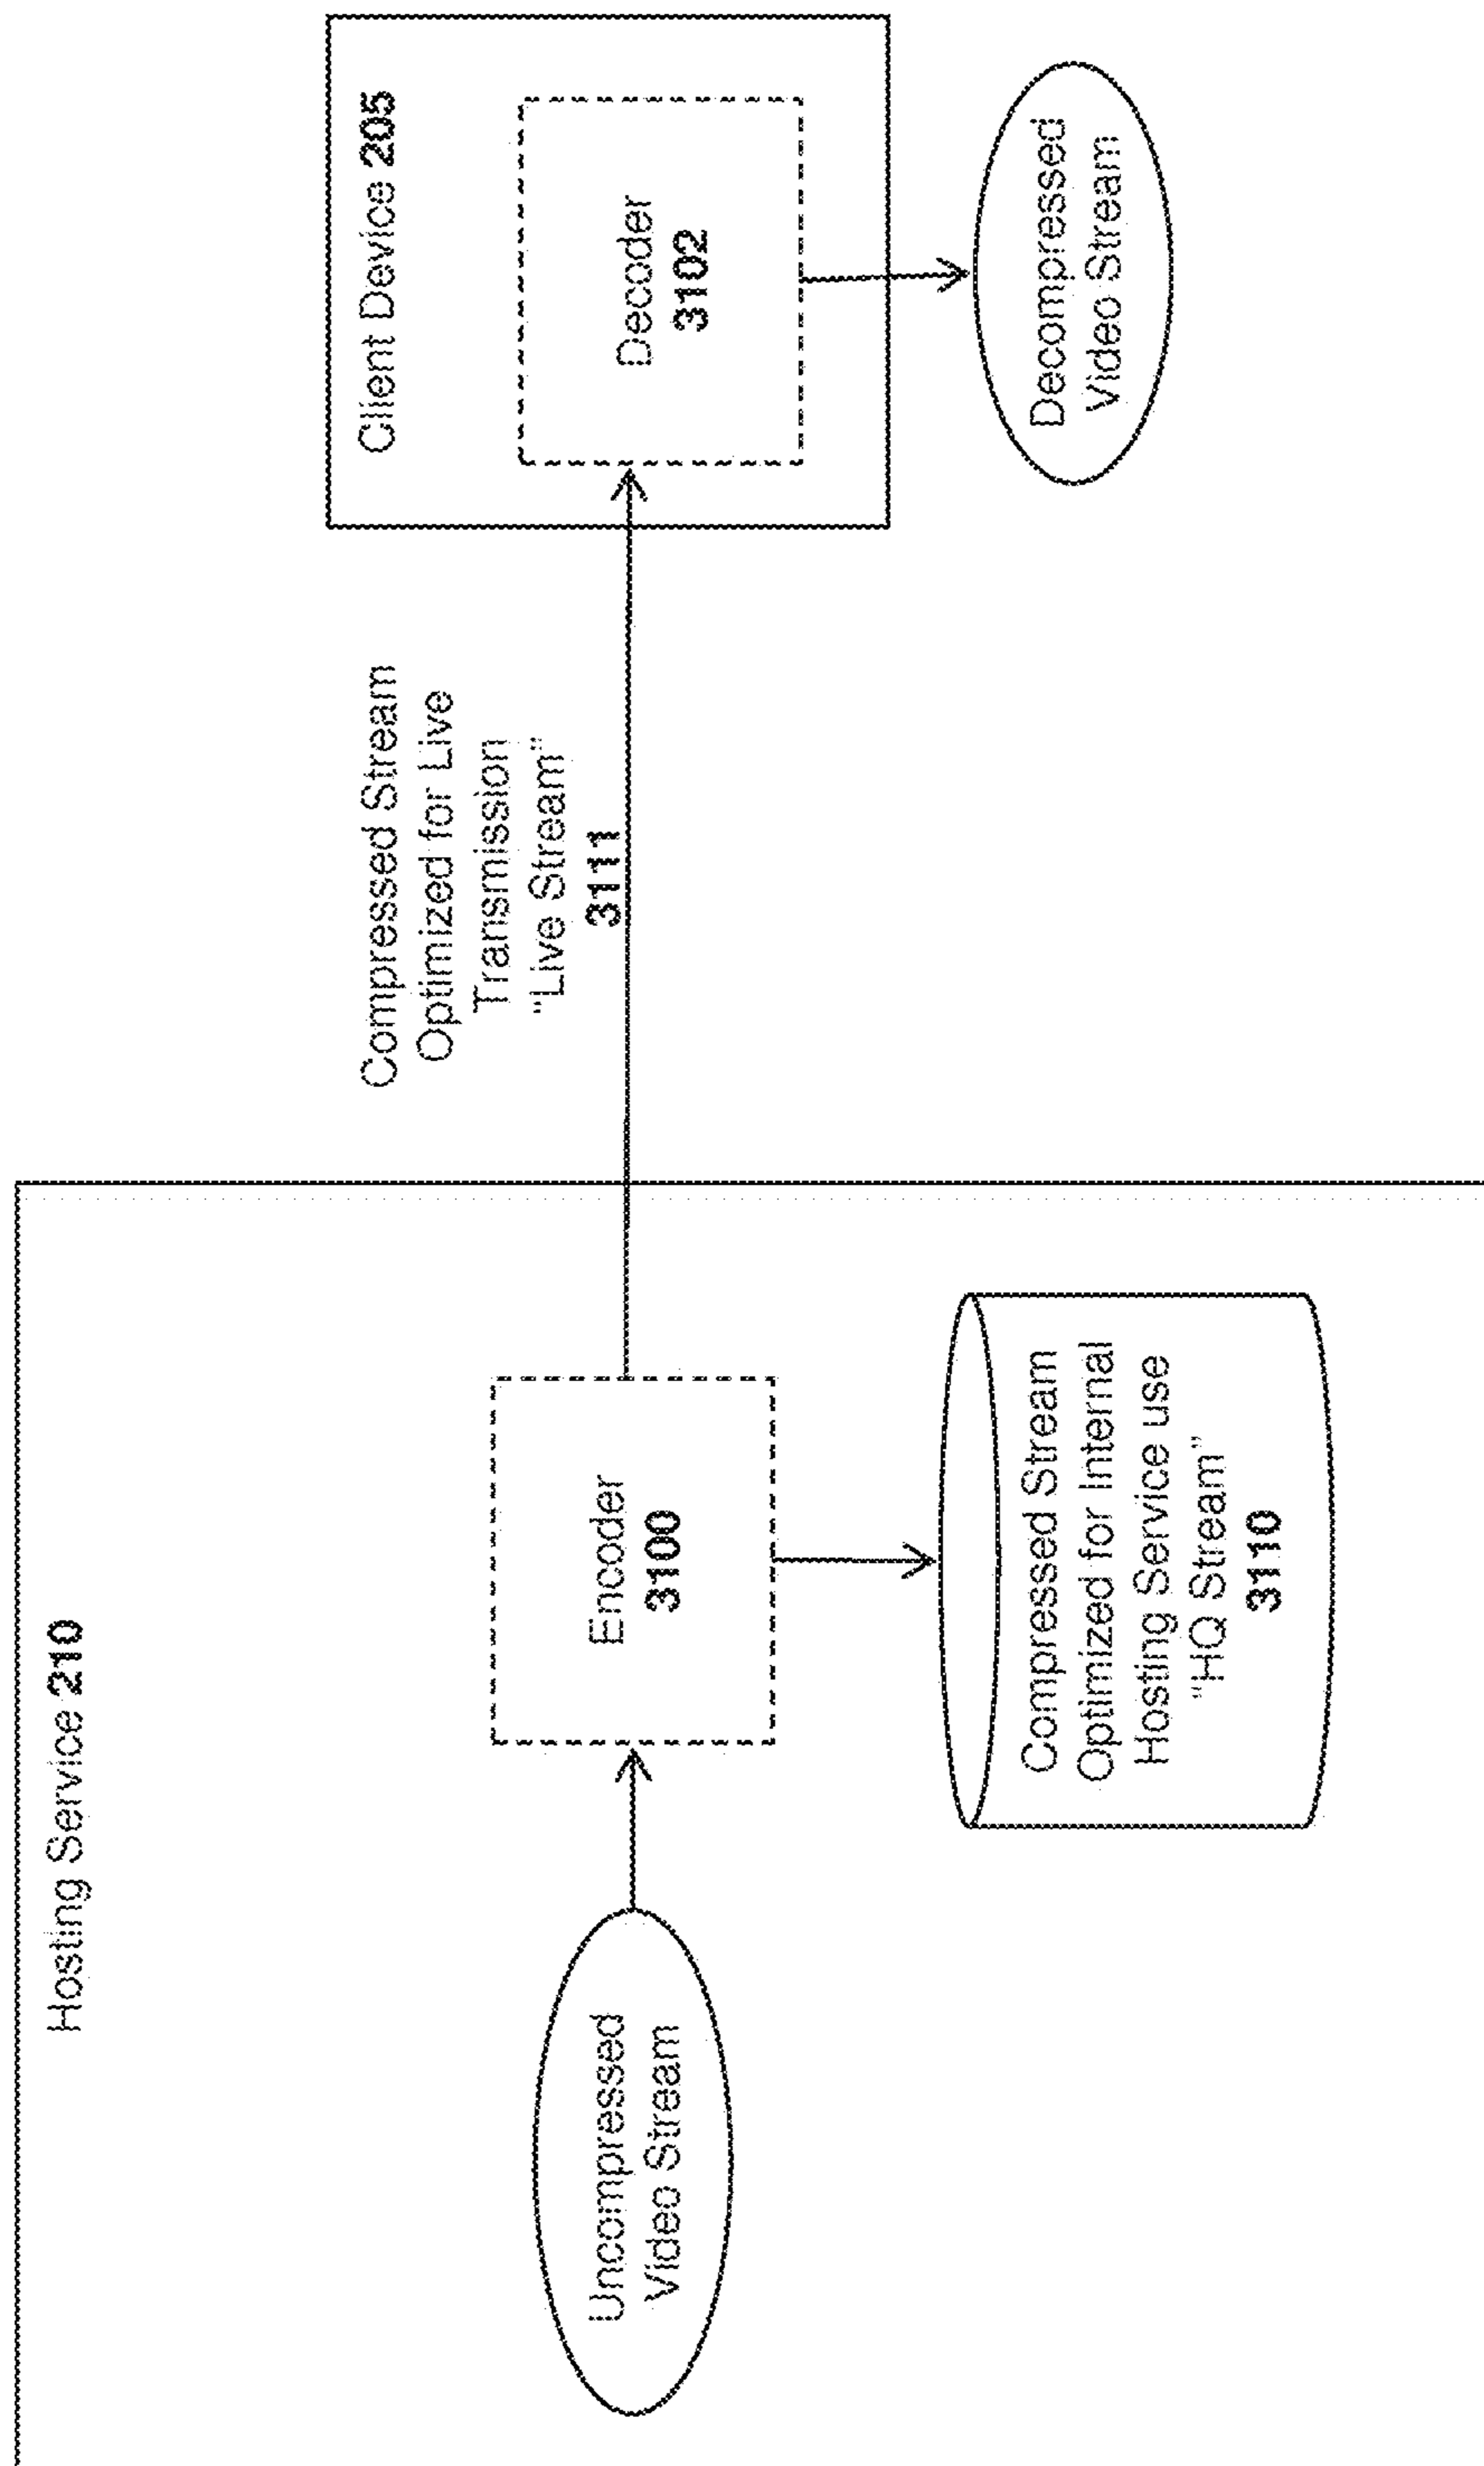 Hosting Service 210
Uncompressed
Video Stream
Encoder
3100
Compressed Stream
Optimized for Internal
Hosting Service use
"HQ Stream"
3110
Compressed Stream
Optimized for Live
Transmission
"Live Stream"
3111
Client Device 205
Decoder
3102
Decompressed
Video Stream